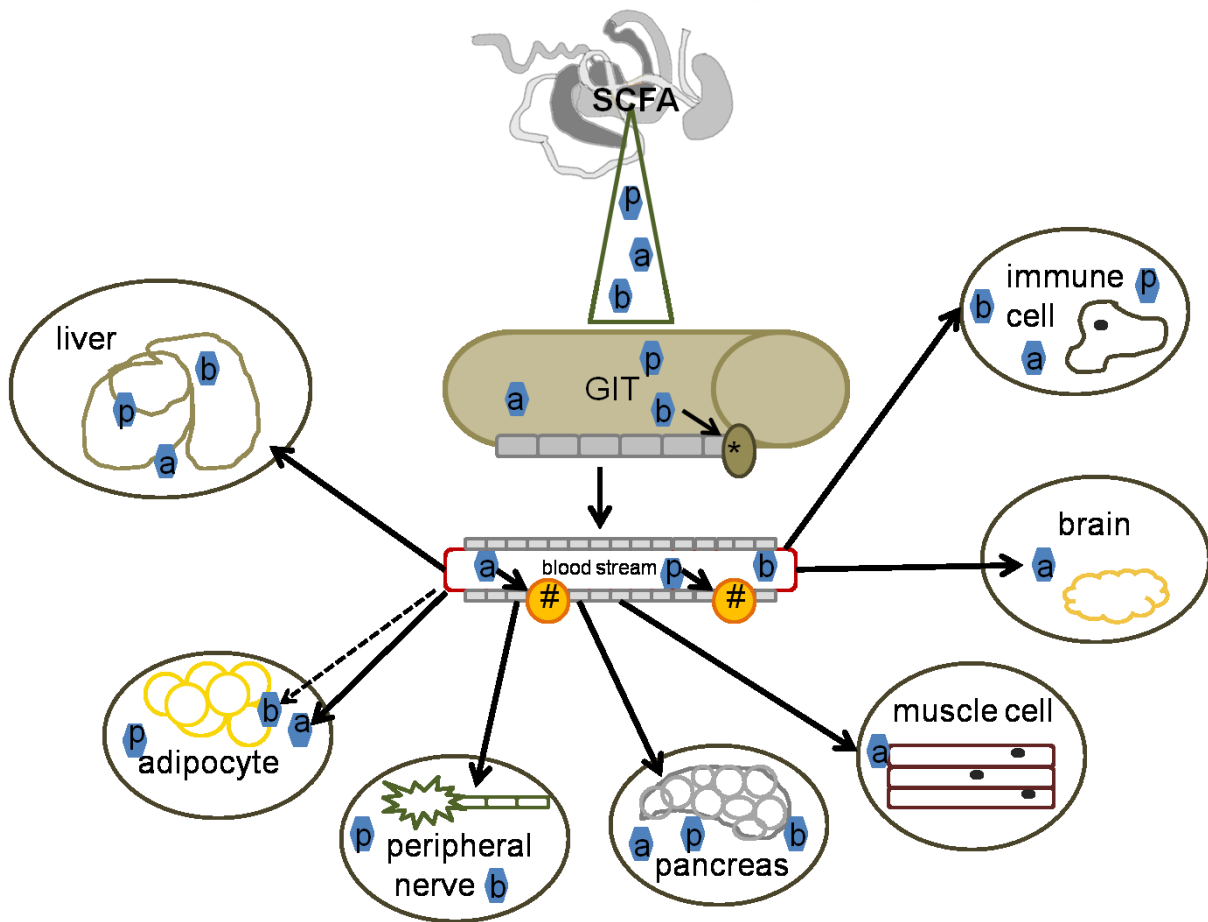 SCFA
p
a
b
p
GIT
a
b
*
liver
b
p
a
immune
cell
p
b
a
brain
a
a
blood stream
p
b
#
#
b
a
p
adipocyte
p
peripheral
nerve
b
a
p
b
pancreas
muscle cell
a